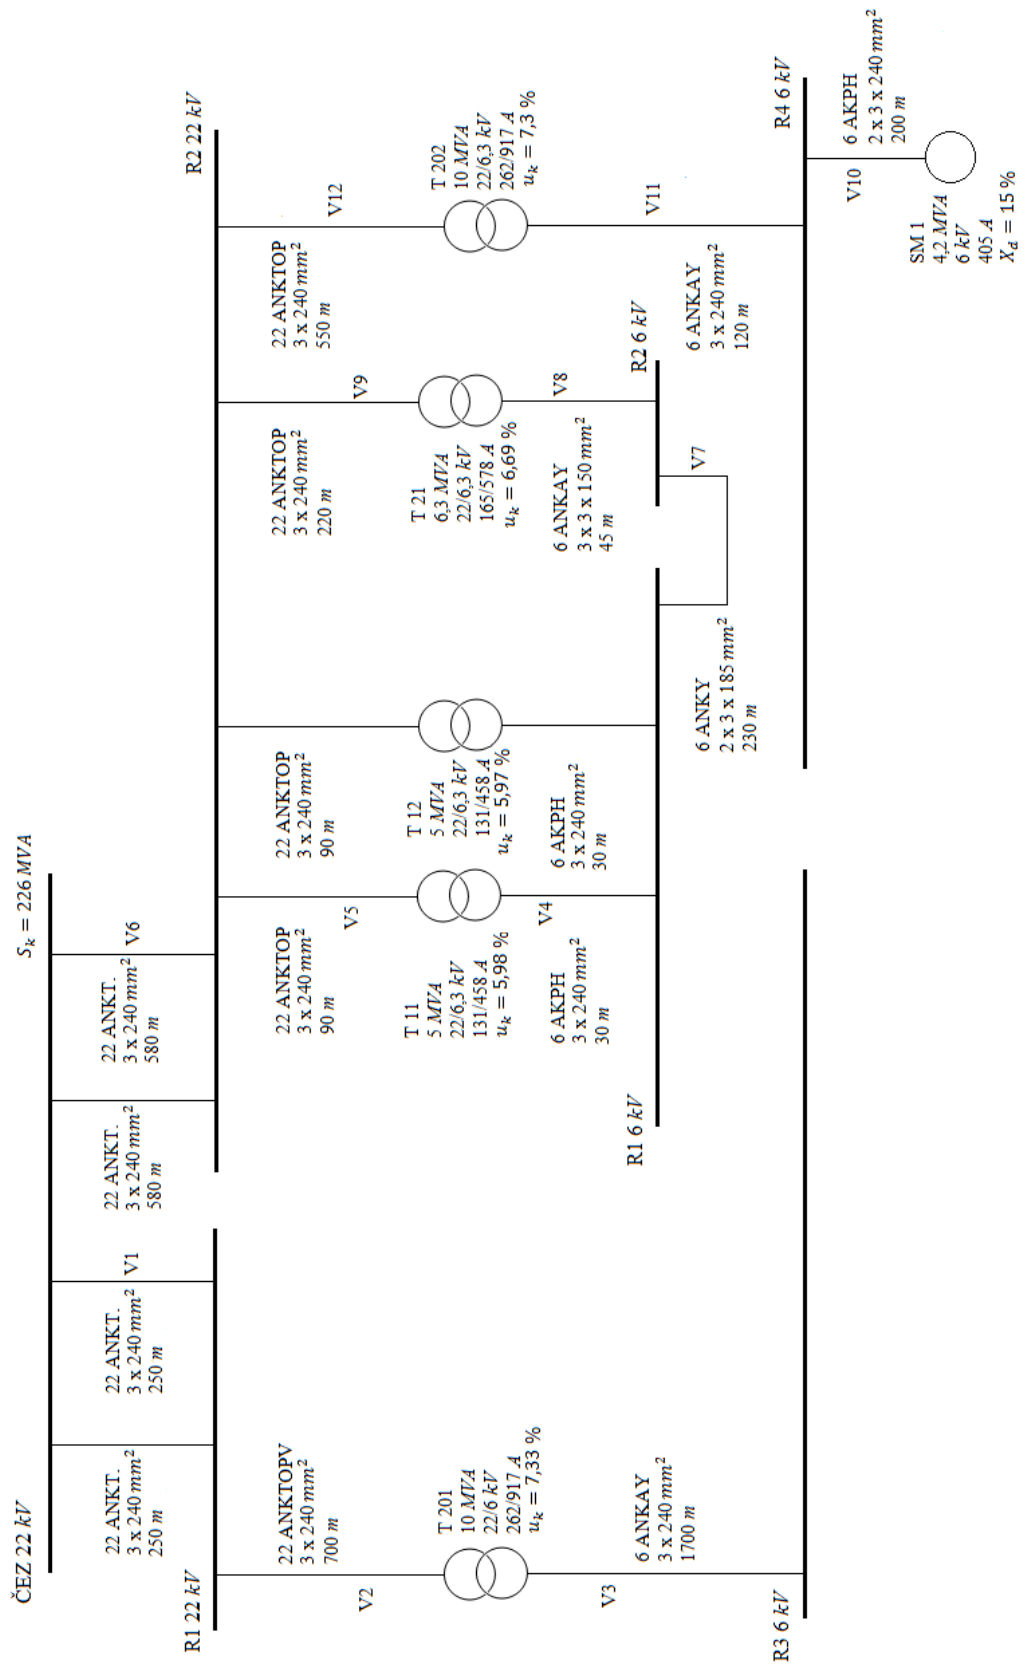 ČEZ 22 kV
S_k = 226 MVA
22 ANKT.
3 x 240 mm²
250 m
22 ANKT.
3 x 240 mm²
250 m
V1
22 ANKT.
3 x 240 mm²
580 m
22 ANKT.
3 x 240 mm²
580 m
V6
R1 22 kV
R2 22 kV
22 ANKTOPV
3 x 240 mm²
700 m
V2
22 ANKTOP
3 x 240 mm²
90 m
V5
22 ANKTOP
3 x 240 mm²
90 m
22 ANKTOP
3 x 240 mm²
220 m
V9
22 ANKTOP
3 x 240 mm²
550 m
V12
T 201
10 MVA
22/6 kV
262/917 A
u_k = 7,33 %
T 11
5 MVA
22/6,3 kV
131/458 A
u_k = 5,98 %
T 12
5 MVA
22/6,3 kV
131/458 A
u_k = 5,97 %
T 21
6,3 MVA
22/6,3 kV
165/578 A
u_k = 6,69 %
T 202
10 MVA
22/6,3 kV
262/917 A
u_k = 7,3 %
V3
6 ANKAY
3 x 240 mm²
1700 m
6 AKPH
3 x 240 mm²
30 m
V4
6 AKPH
3 x 240 mm²
30 m
6 ANKAY
3 x 3 x 150 mm²
45 m
V8
V11
R1 6 kV
R2 6 kV
6 ANKY
2 x 3 x 185 mm²
230 m
V7
6 ANKAY
3 x 240 mm²
120 m
R3 6 kV
R4 6 kV
V10
6 AKPH
2 x 3 x 240 mm²
200 m
SM 1
4,2 MVA
6 kV
405 A
X_d = 15 %